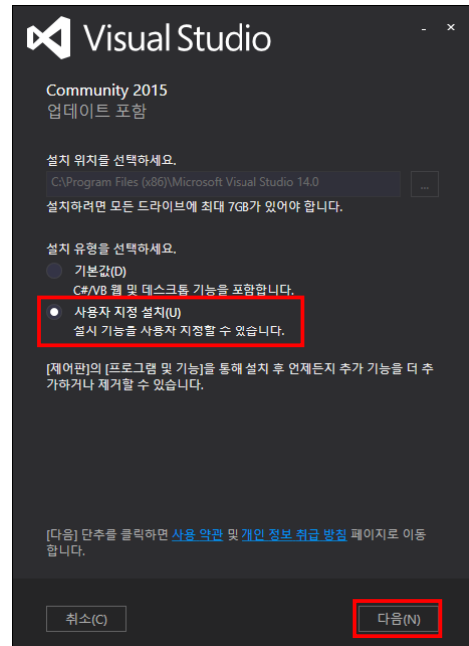 Visual Studio
Community 2015
업데이트 포함
설치 위치를 선택하세요.
C:\Program Files (x86)\Microsoft Visual Studio 14.0
...
설치하려면 모든 드라이브에 최대 7GB가 있어야 합니다.
설치 유형을 선택하세요.
기본값(D)
C#/VB 웹 및 데스크톱 기능을 포함합니다.
사용자 지정 설치(U)
설시 기능을 사용자 지정할 수 있습니다.
[제어판]의 [프로그램 및 기능]을 통해 설치 후 언제든지 추가 기능을 더 추
가하거나 제거할 수 있습니다.
[다음] 단추를 클릭하면 사용 약관 및 개인 정보 취급 방침 페이지로 이동
합니다.
취소(C)
다음(N)